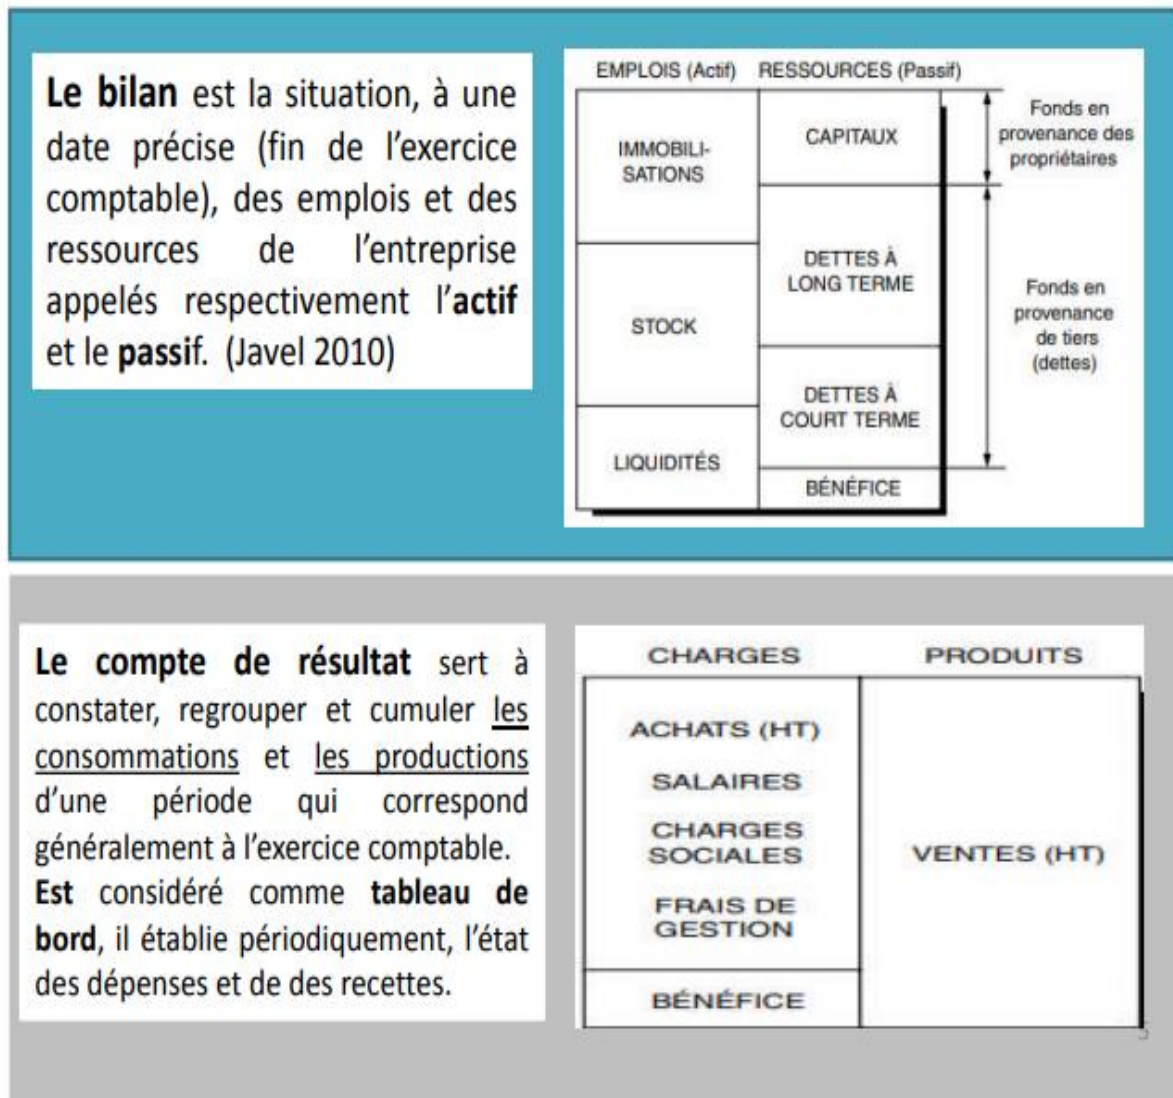 Le bilan est la situation, à une
date précise (fin de l'exercice
comptable), des emplois et des
ressources de l'entreprise
appelés respectivement l'actif
et le passif. (Javel 2010)
EMPLOIS (Actif) RESSOURCES (Passif)
IMMOBILI-
SATIONS
STOCK
LIQUIDITÉS
CAPITAUX
DETTES À
LONG TERME
DETTES À
COURT TERME
BÉNÉFICE
Fonds en
provenance des
propriétaires
Fonds en
provenance
de tiers
(dettes)
Le compte de résultat sert à
constater, regrouper et cumuler les
consommations et les productions
d'une période qui correspond
généralement à l'exercice comptable.
Est considéré comme tableau de
bord, il établie périodiquement, l'état
des dépenses et de des recettes.
CHARGES PRODUITS
ACHATS (HT)
SALAIRES
CHARGES
SOCIALES
FRAIS DE
GESTION
BÉNÉFICE
VENTES (HT)